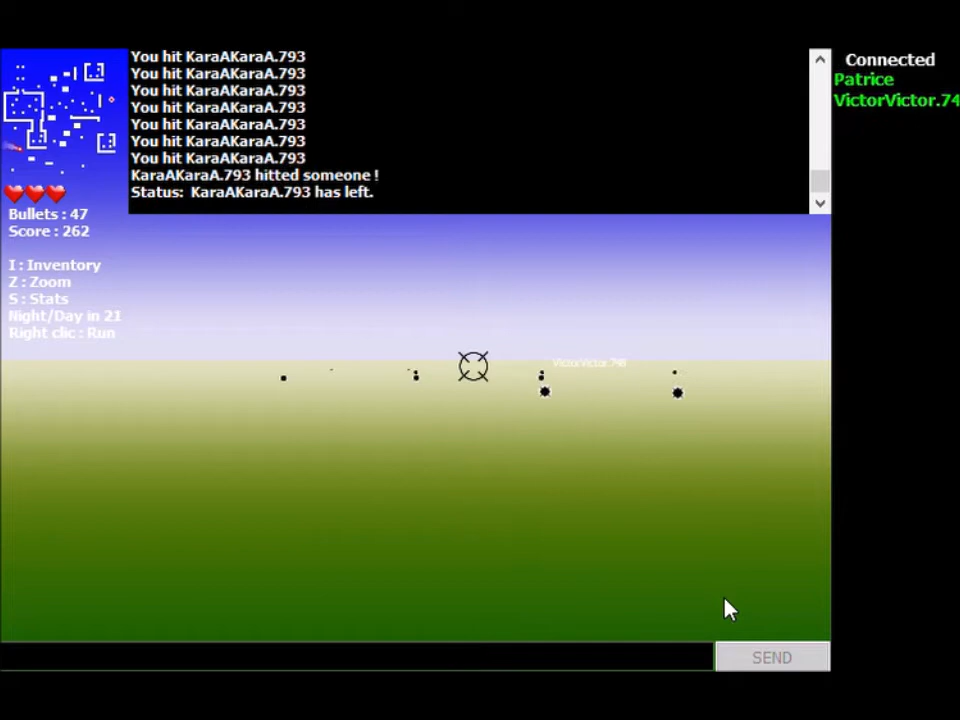 You hit KaraAKaraA.793
You hit KaraAKaraA.793
You hit KaraAKaraA.793
You hit KaraAKaraA.793
You hit KaraAKaraA.793
You hit KaraAKaraA.793
You hit KaraAKaraA.793
KaraAKaraA.793 hitted someone !
Status:  KaraAKaraA.793 has left.
Connected
Patrice
VictorVictor.74
Bullets : 47
Score : 262
I : Inventory
Z : Zoom
S : Stats
Night/Day in 21
Right clic : Run
SEND